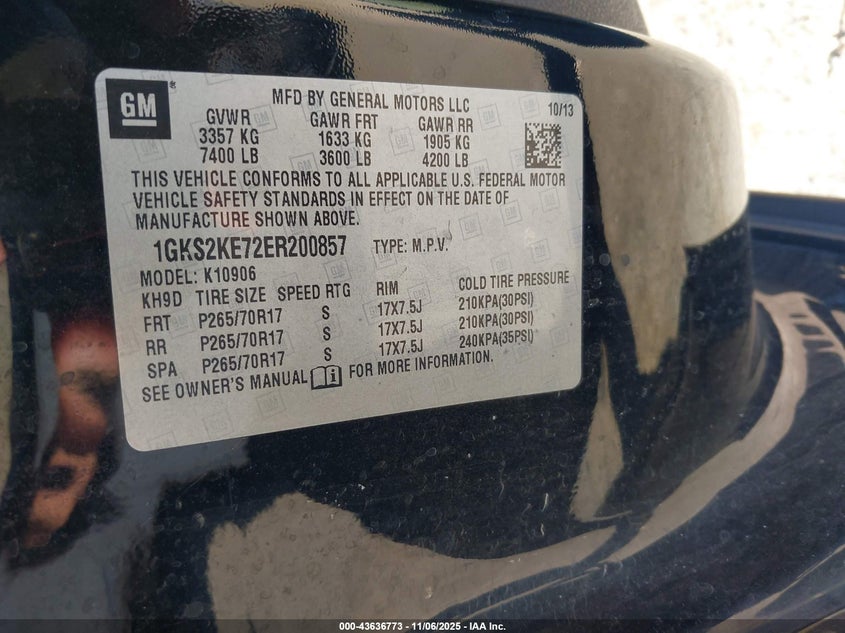 GM
MFD BY GENERAL MOTORS LLC
10/13
GVWR GAWR FRT GAWR RR
3357 KG 1633 KG 1905 KG
7400 LB 3600 LB 4200 LB
THIS VEHICLE CONFORMS TO ALL APPLICABLE U.S. FEDERAL MOTOR
VEHICLE SAFETY STANDARDS IN EFFECT ON THE DATE OF
MANUFACTURE SHOWN ABOVE.
1GKS2KE72ER200857 TYPE: M.P.V.
MODEL: K10906
KH9D TIRE SIZE SPEED RTG RIM COLD TIRE PRESSURE
FRT P265/70R17 S 17X7.5J 210KPA(30PSI)
RR P265/70R17 S 17X7.5J 210KPA(30PSI)
SPA P265/70R17 S 17X7.5J 240KPA(35PSI)
SEE OWNER'S MANUAL FOR MORE INFORMATION.
000-43636773 - 11/06/2025 - IAA Inc.